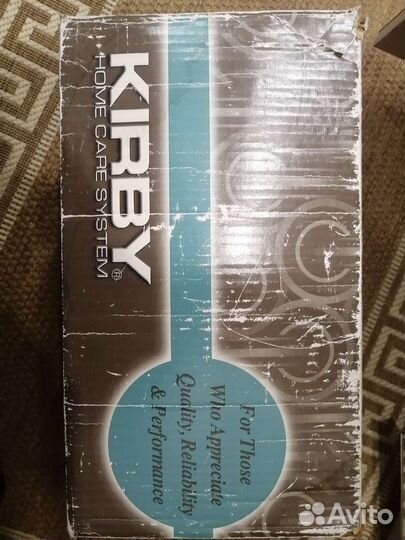 KIRBY®
HOME CARE SYSTEM
For Those
Who Appreciate
Quality, Reliability
& Performance
Avito